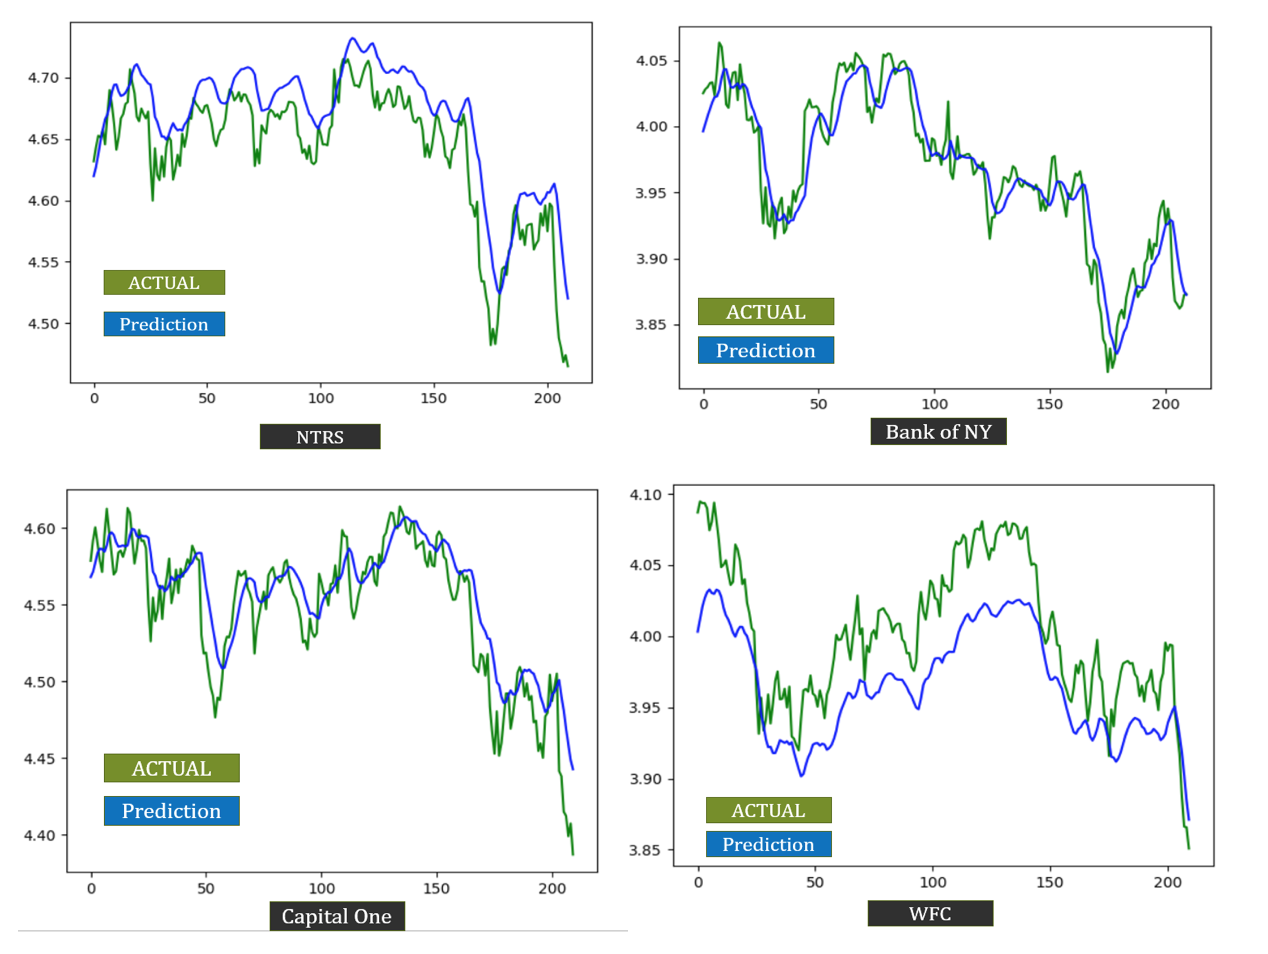 4.70
4.65
4.60
4.55
4.50
ACTUAL
Prediction
0 50 100 150 200
NTRS
4.05
4.00
3.95
3.90
3.85
ACTUAL
Prediction
0 50 100 150 200
Bank of NY
4.60
4.55
4.50
4.45
4.40
ACTUAL
Prediction
0 50 100 150 200
Capital One
4.10
4.05
4.00
3.95
3.90
3.85
ACTUAL
Prediction
0 50 100 150 200
WFC